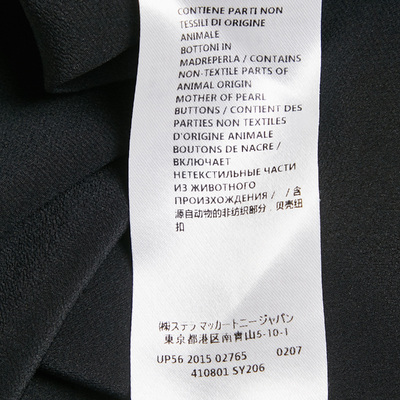 CONTIENE PARTI NON
TESSILI DI ORIGINE
ANIMALE
BOTTONI IN
MADREPERLA / CONTAINS
NON-TEXTILE PARTS OF
ANIMAL ORIGIN
MOTHER OF PEARL
BUTTONS / CONTIENT DES
PARTIES NON TEXTILES
D'ORIGINE ANIMALE
BOUTONS DE NACRE /
ВКЛЮЧАЕТ
НЕТЕКСТИЛЬНЫЕ ЧАСТИ
ИЗ ЖИВОТНОГО
ПРОИЗХОЖДЕНИЯ / / 含
源自动物的非纺织部分．贝壳纽
扣
㈱ステラ マッカートニージャパン
東京都港区南青山5-10-1
UP56 2015 02765 0207
410801 SY206